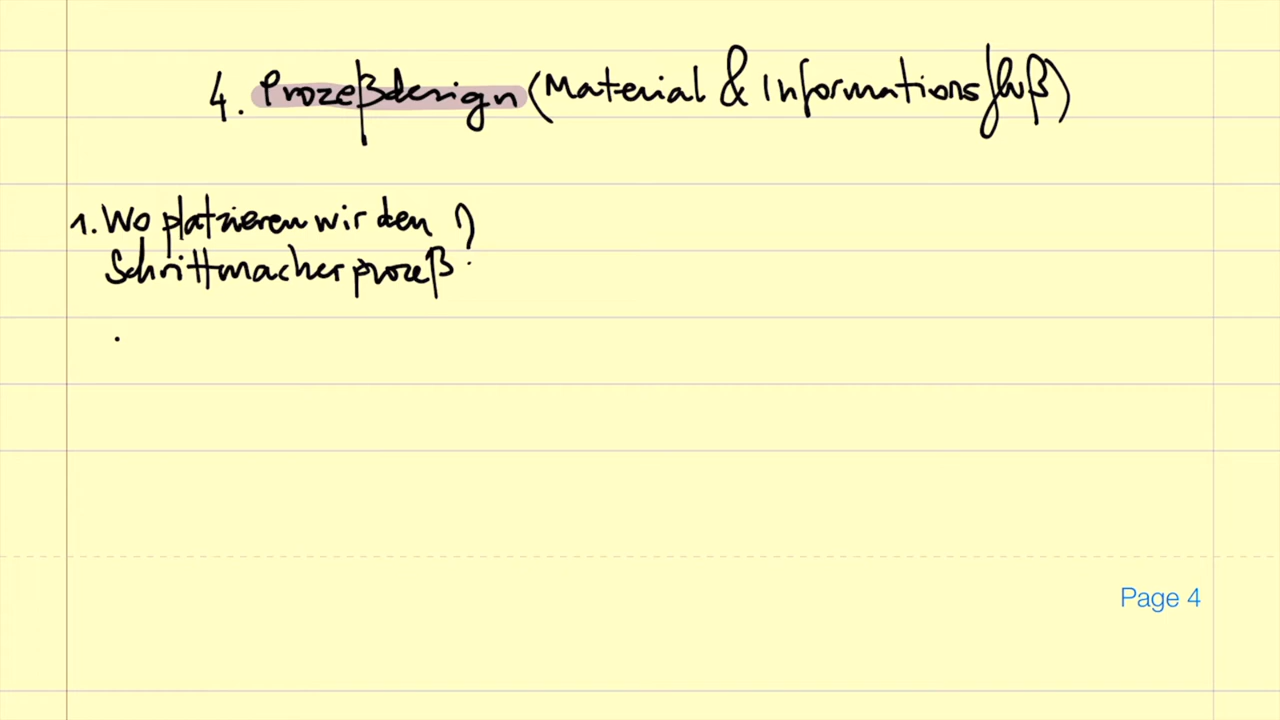 4. Prozeßdesign (Material & Informationsfluß)
1. Wo platzieren wir den
Schrittmacherprozeß ?
Page 4